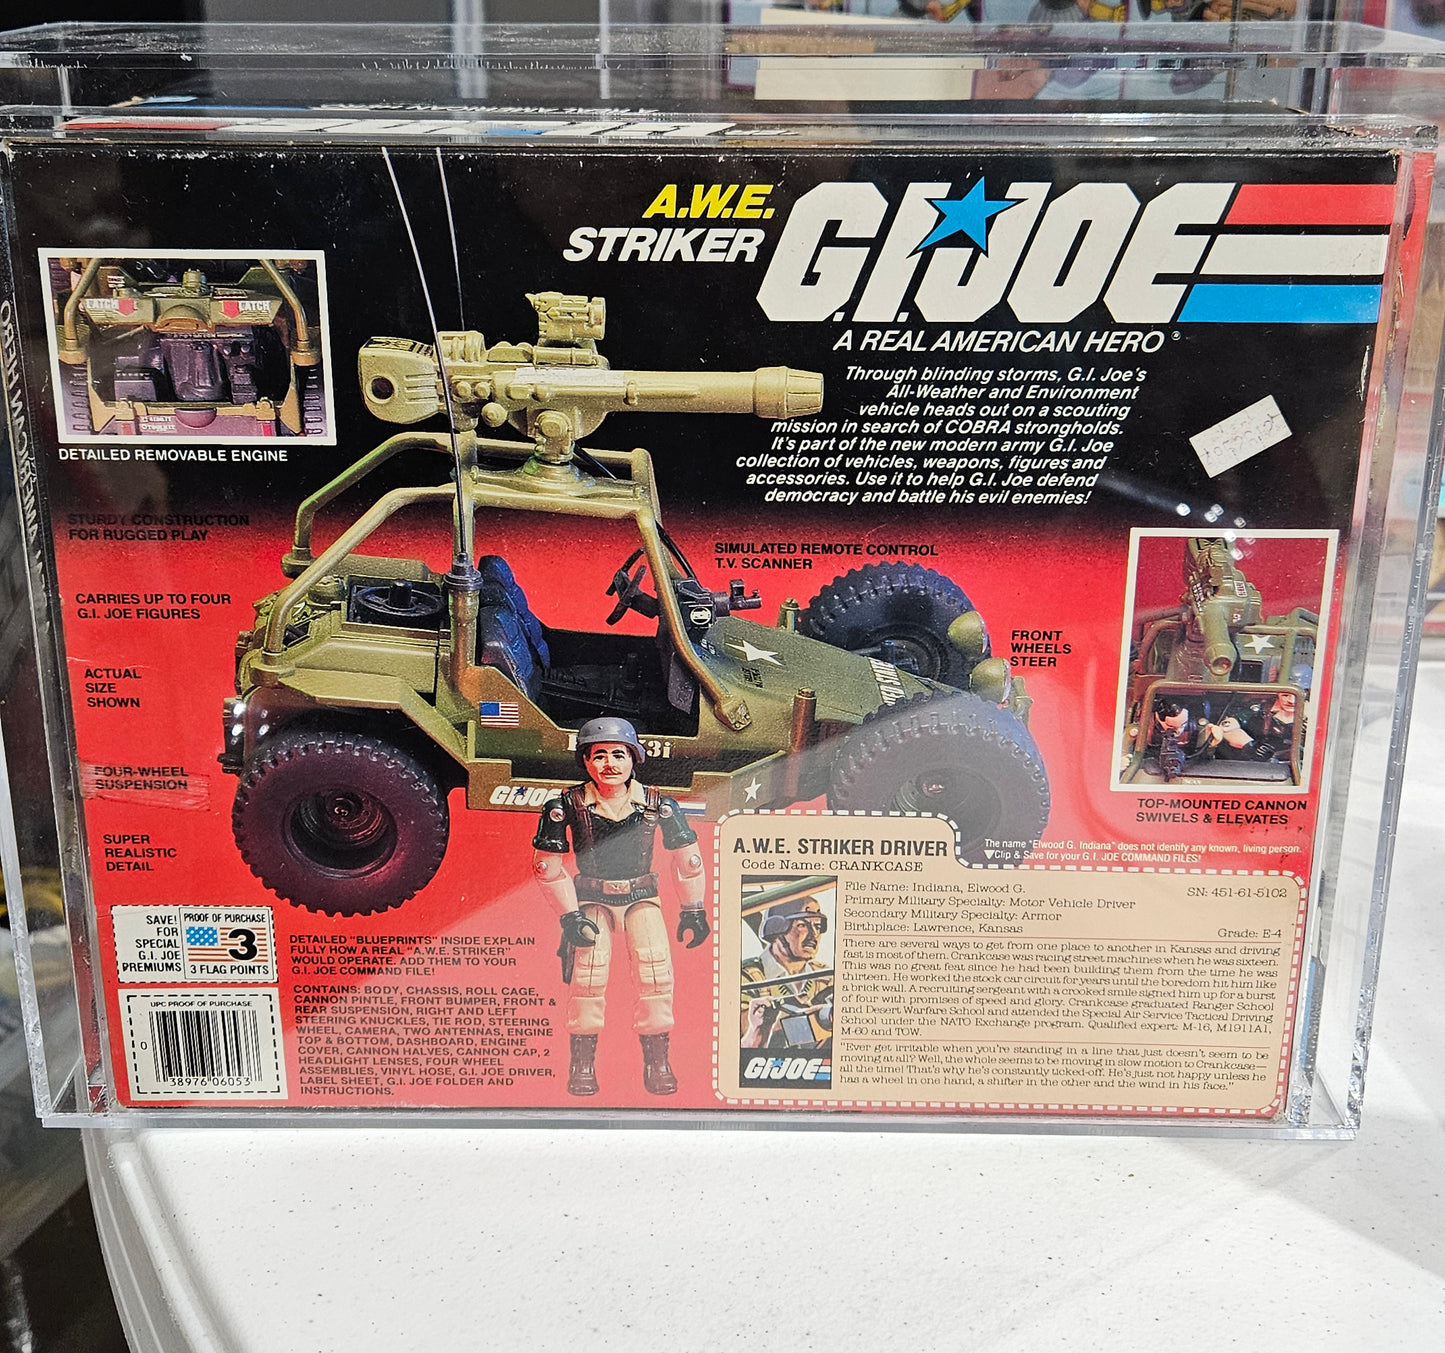 A.W.E.
STRIKER
G.I. JOE
A REAL AMERICAN HERO ®
Through blinding storms, G.I. Joe's
All-Weather and Environment
vehicle heads out on a scouting
mission in search of COBRA strongholds.
It's part of the new modern army G.I. Joe
collection of vehicles, weapons, figures and
accessories. Use it to help G.I. Joe defend
democracy and battle his evil enemies!
LATCH
LATCH
DETAILED REMOVABLE ENGINE
STURDY CONSTRUCTION
FOR RUGGED PLAY
CARRIES UP TO FOUR
G.I. JOE FIGURES
ACTUAL
SIZE
SHOWN
FOUR-WHEEL
SUSPENSION
SUPER
REALISTIC
DETAIL
SIMULATED REMOTE CONTROL
T.V. SCANNER
FRONT
WHEELS
STEER
TOP-MOUNTED CANNON
SWIVELS & ELEVATES
GI JOE
SAVE!
FOR
SPECIAL
G.I. JOE
PREMIUMS
PROOF OF PURCHASE
3
3 FLAG POINTS
UPC PROOF OF PURCHASE
0
38976 06053
DETAILED "BLUEPRINTS" INSIDE EXPLAIN
FULLY HOW A REAL "A.W.E. STRIKER"
WOULD OPERATE. ADD THEM TO YOUR
G.I. JOE COMMAND FILE!
CONTAINS: BODY, CHASSIS, ROLL CAGE,
CANNON PINTLE, FRONT BUMPER, FRONT &
REAR SUSPENSION, RIGHT AND LEFT
STEERING KNUCKLES, TIE ROD, STEERING
WHEEL, CAMERA, TWO ANTENNAS, ENGINE
TOP & BOTTOM, DASHBOARD, ENGINE
COVER, CANNON HALVES, CANNON CAP, 2
HEADLIGHT LENSES, FOUR WHEEL
ASSEMBLIES, VINYL HOSE, G.I. JOE DRIVER,
LABEL SHEET, G.I. JOE FOLDER AND
INSTRUCTIONS.
The name "Elwood G. Indiana" does not identify any known, living person.
▼Clip & Save for your G.I. JOE COMMAND FILES!
A.W.E. STRIKER DRIVER
Code Name: CRANKCASE
File Name: Indiana, Elwood G. SN: 451-61-5102
Primary Military Specialty: Motor Vehicle Driver
Secondary Military Specialty: Armor
Birthplace: Lawrence, Kansas Grade: E-4
There are several ways to get from one place to another in Kansas and driving
fast is most of them. Crankcase was racing street machines when he was sixteen.
This was no great feat since he had been building them from the time he was
thirteen. He worked the stock car circuit for years until the boredom hit him like
a brick wall. A recruiting sergeant with a crooked smile signed him up for a burst
of four with promises of speed and glory. Crankcase graduated Ranger School
and Desert Warfare School and attended the Special Air Service Tactical Driving
School under the NATO Exchange program. Qualified expert: M-16, M1911A1,
M-60 and TOW.
"Ever get irritable when you're standing in a line that just doesn't seem to be
moving at all? Well, the whole seems to be moving in slow motion to Crankcase—
all the time! That's why he's constantly ticked-off. He's just not happy unless he
has a wheel in one hand, a shifter in the other and the wind in his face."
GI JOE